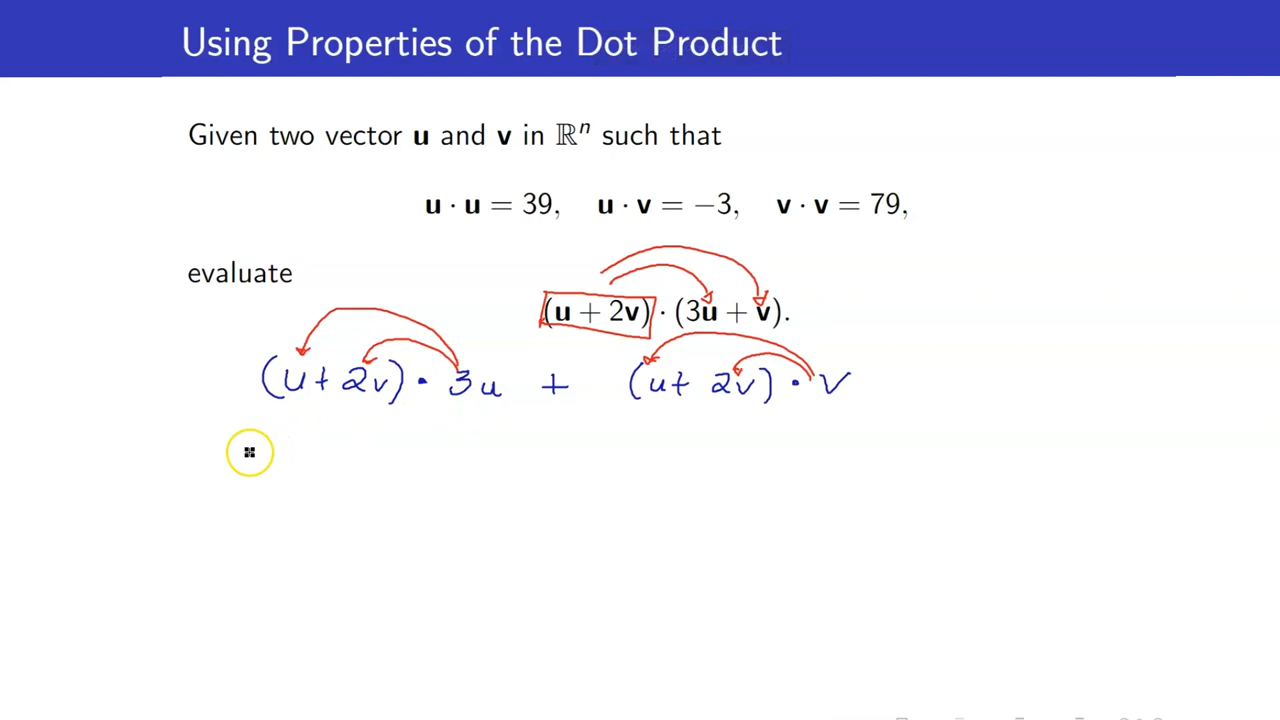 Using Properties of the Dot Product
Given two vector u and v in ℝⁿ such that
u · u = 39, u · v = −3, v · v = 79,
evaluate
(u + 2v) · (3u + v).
(u + 2v) · 3u + (u + 2v) · v